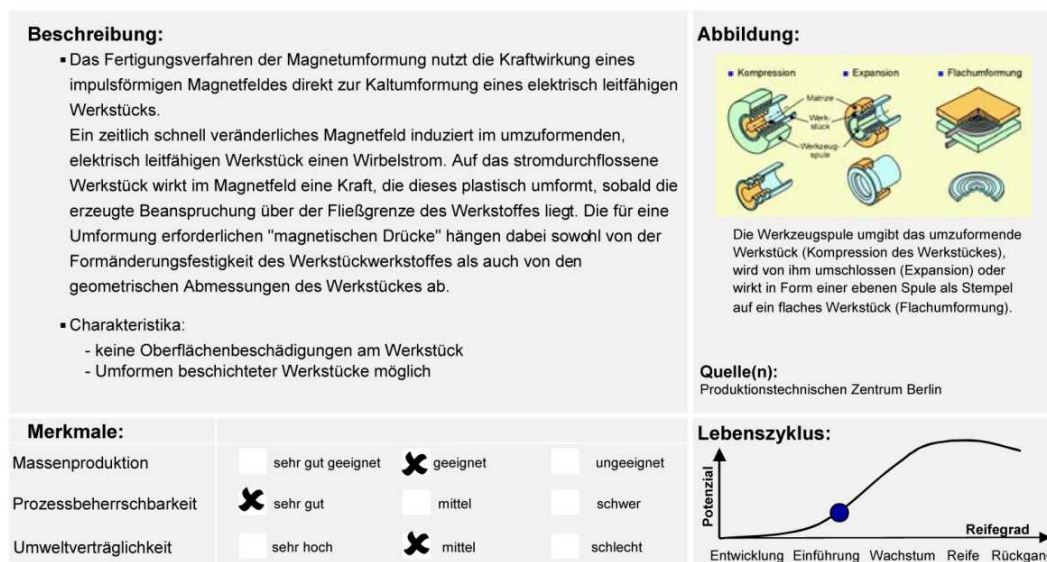 Beschreibung:
▪ Das Fertigungsverfahren der Magnetumformung nutzt die Kraftwirkung eines
impulsförmigen Magnetfeldes direkt zur Kaltumformung eines elektrisch leitfähigen
Werkstücks.
Ein zeitlich schnell veränderliches Magnetfeld induziert im umzuformenden,
elektrisch leitfähigen Werkstück einen Wirbelstrom. Auf das stromdurchflossene
Werkstück wirkt im Magnetfeld eine Kraft, die dieses plastisch umformt, sobald die
erzeugte Beanspruchung über der Fließgrenze des Werkstoffes liegt. Die für eine
Umformung erforderlichen "magnetischen Drücke" hängen dabei sowohl von der
Formänderungsfestigkeit des Werkstückwerkstoffes als auch von den
geometrischen Abmessungen des Werkstückes ab.
▪ Charakteristika:
- keine Oberflächenbeschädigungen am Werkstück
- Umformen beschichteter Werkstücke möglich
Abbildung:
▪ Kompression ▪ Expansion ▪ Flachumformung
Matrize
Werk-
stück
Werkzeug-
spule
Die Werkzeugspule umgibt das umzuformende
Werkstück (Kompression des Werkstückes),
wird von ihm umschlossen (Expansion) oder
wirkt in Form einer ebenen Spule als Stempel
auf ein flaches Werkstück (Flachumformung).
Quelle(n):
Produktionstechnischen Zentrum Berlin
Merkmale:
Massenproduktion sehr gut geeignet geeignet ungeeignet
Prozessbeherrschbarkeit sehr gut mittel schwer
Umweltverträglichkeit sehr hoch mittel schlecht
Lebenszyklus:
Potenzial
Reifegrad
Entwicklung Einführung Wachstum Reife Rückgang